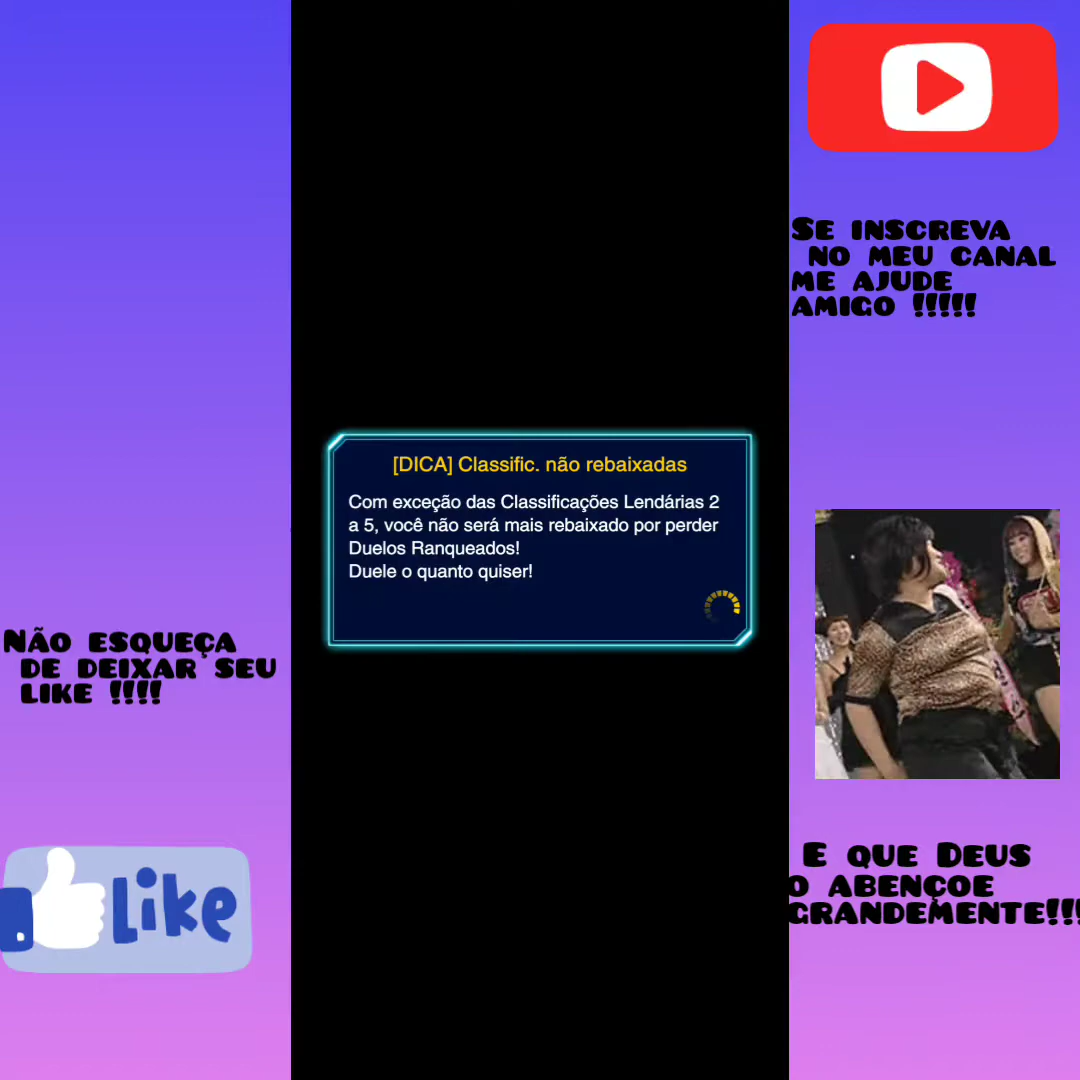 Se inscreva
no meu canal
me ajude
amigo !!!!!
[DICA] Classific. não rebaixadas
Com exceção das Classificações Lendárias 2
a 5, você não será mais rebaixado por perder
Duelos Ranqueados!
Duele o quanto quiser!
Não esqueça
de deixar seu
like !!!!
Like
E que Deus
o abençoe
grandemente!!!